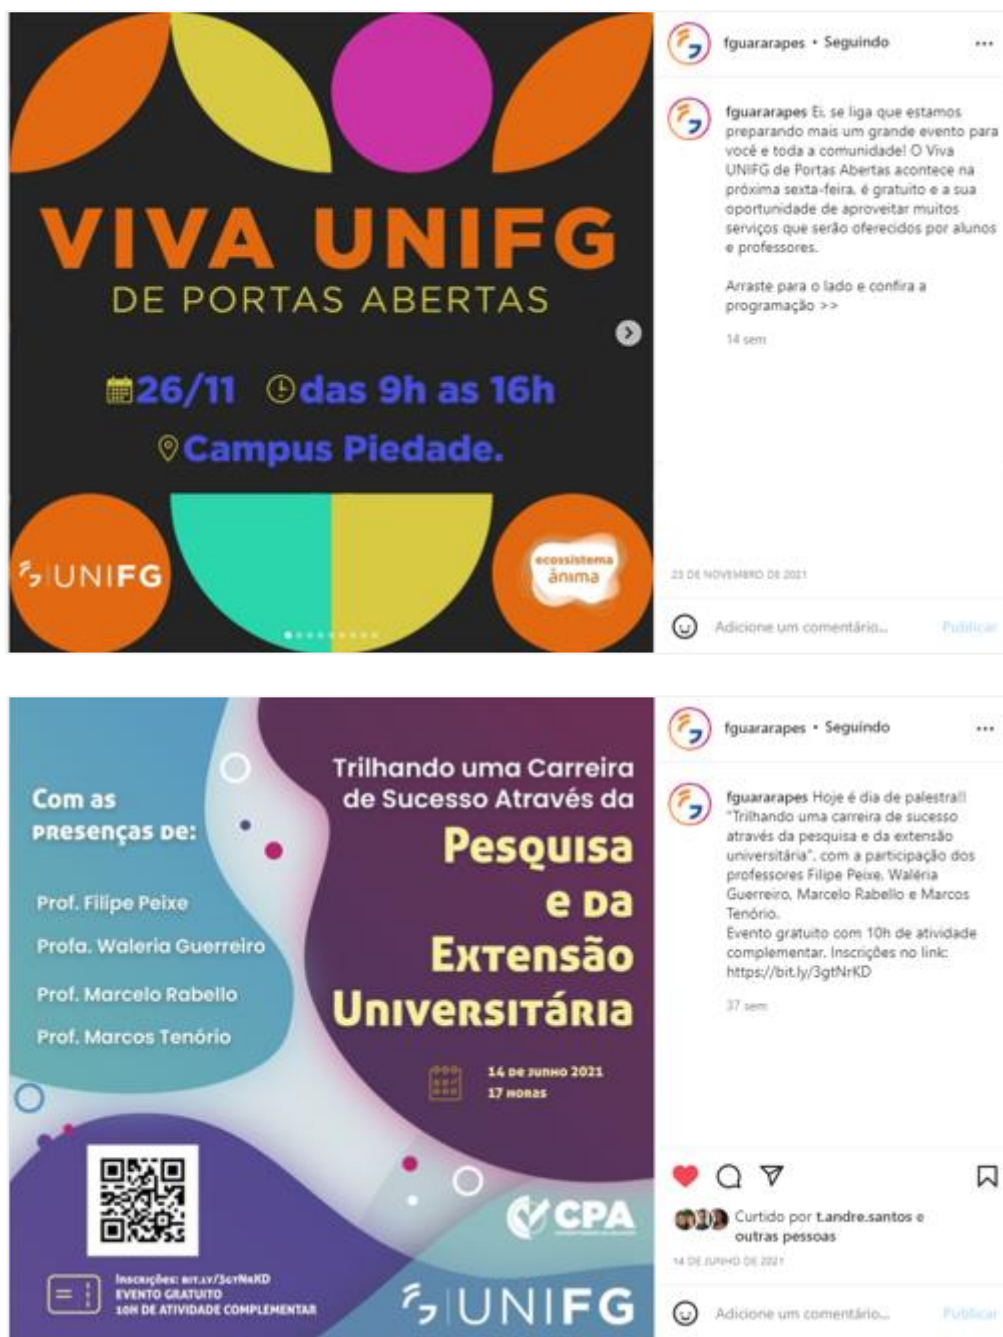 VIVA UNIFG
DE PORTAS ABERTAS
26/11 das 9h as 16h
Campus Piedade.
UNIFG
ecossistema
ânima
fguararapes • Seguindo
fguararapes Ei, se liga que estamos
preparando mais um grande evento para
você e toda a comunidade! O Viva
UNIFG de Portas Abertas acontece na
próxima sexta-feira, é gratuito e a sua
oportunidade de aproveitar muitos
serviços que serão oferecidos por alunos
e professores.
Arraste para o lado e confira a
programação >>
14 sem
23 DE NOVEMBRO DE 2021
Adicione um comentário... Publicar
Com as
presenças de:
Prof. Filipe Peixe
Profa. Waleria Guerreiro
Prof. Marcelo Rabello
Prof. Marcos Tenório
Trilhando uma Carreira
de Sucesso Através da
Pesquisa
e da
Extensão
Universitária
14 de junho 2021
17 horas
CPA
Inscrições: bit.ly/3gtNrKD
EVENTO GRATUITO
10H DE ATIVIDADE COMPLEMENTAR
UNIFG
fguararapes • Seguindo
fguararapes Hoje é dia de palestra!!
"Trilhando uma carreira de sucesso
através da pesquisa e da extensão
universitária", com a participação dos
professores Filipe Peixe, Waléria
Guerreiro, Marcelo Rabello e Marcos
Tenório.
Evento gratuito com 10h de atividade
complementar. Inscrições no link:
https://bit.ly/3gtNrKD
37 sem
Curtido por t.andre.santos e
outras pessoas
14 DE JUNHO DE 2021
Adicione um comentário... Publicar